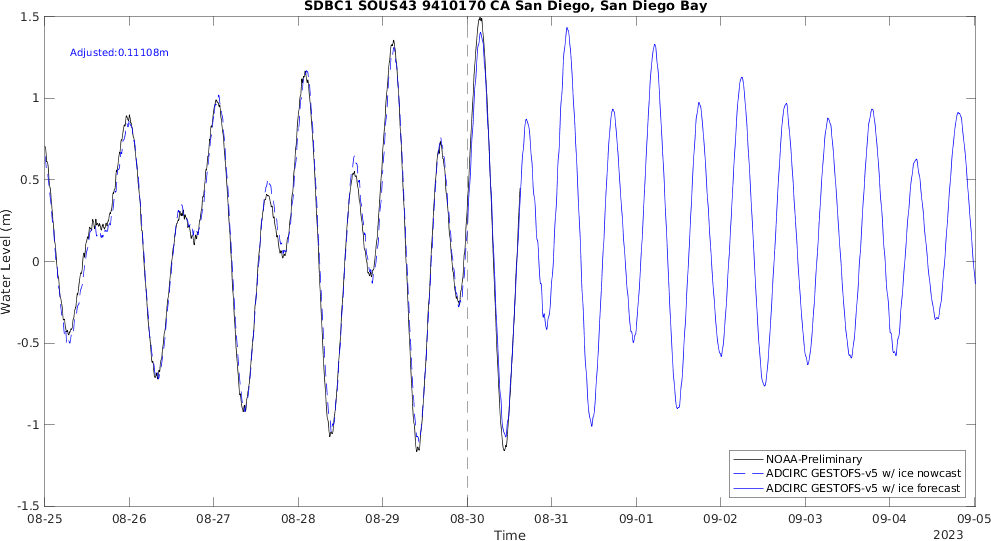 SDBC1 SOUS43 9410170 CA San Diego, San Diego Bay
Adjusted:0.11108m
1.5
1
0.5
0
-0.5
-1
-1.5
Water Level (m)
NOAA-Preliminary
ADCIRC GESTOFS-v5 w/ ice nowcast
ADCIRC GESTOFS-v5 w/ ice forecast
08-25 08-26 08-27 08-28 08-29 08-30 08-31 09-01 09-02 09-03 09-04 09-05
Time
2023